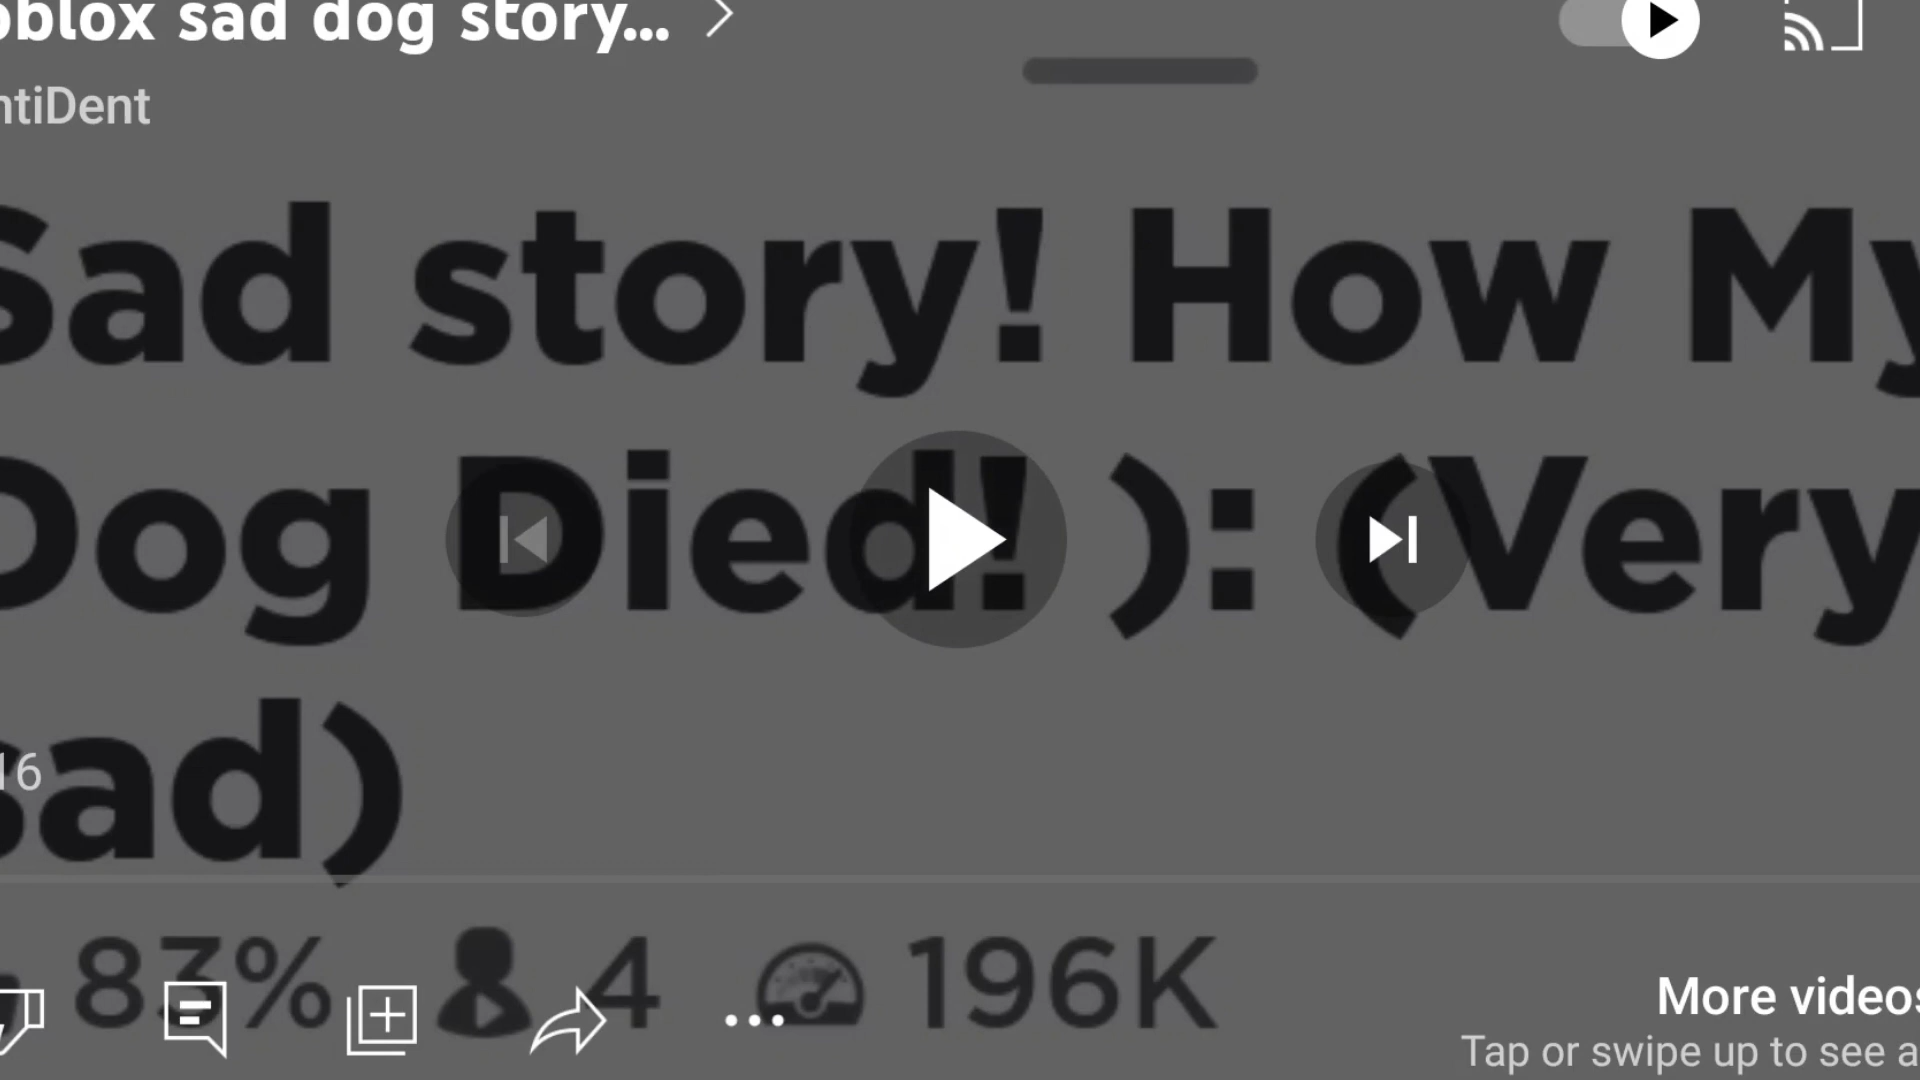 oblox sad dog story...
ntiDent
Sad story! How My
Dog Died! ): (Very
sad)
16
83% 4 196K
More videos
Tap or swipe up to see a